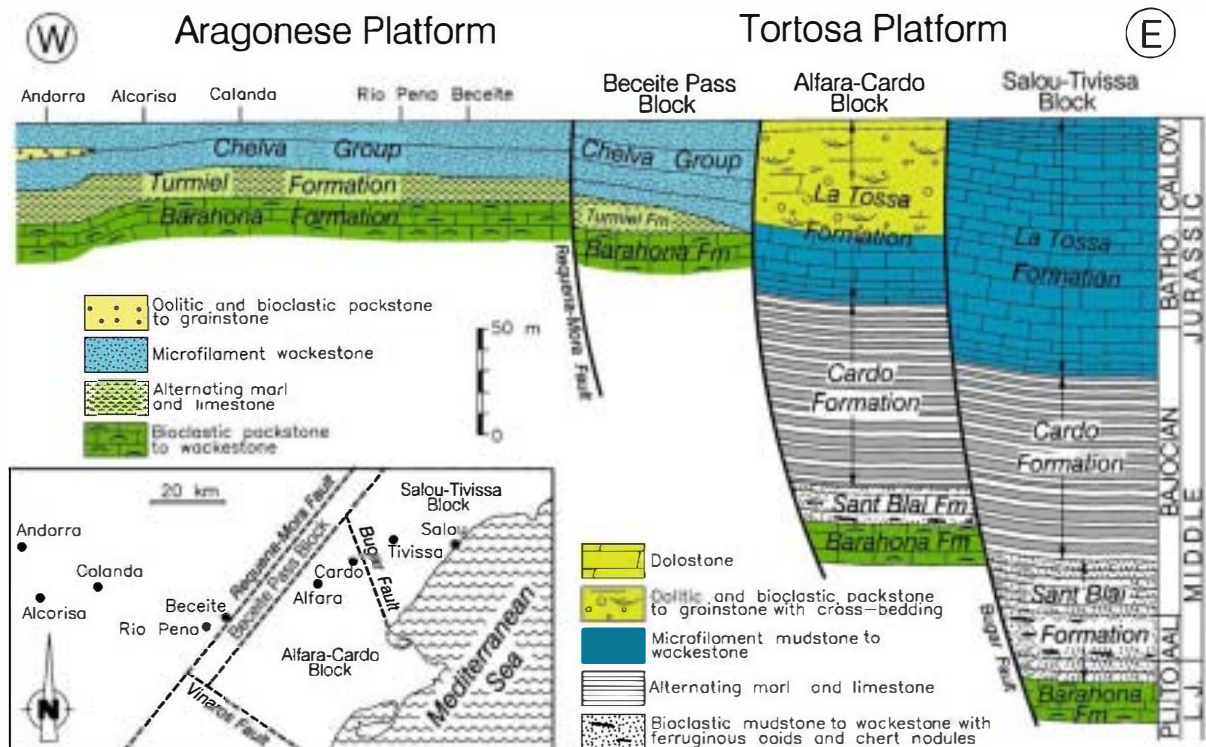 W
Aragonese Platform
Tortosa Platform
E
Andorra
Alcorisa
Calanda
Rio Pena
Beceite
Beceite Pass
Block
Alfara-Cardo
Block
Salou-Tivissa
Block
Chelva Group
Turmiel Formation
Barahona Formation
Chelva Group
Turmiel Fm
Barahona Fm
La Tossa
Formation
Cardo
Formation
Sant Blai Fm
Barahona Fm
La Tossa
Formation
Cardo
Formation
Sant Blai
Formation
Barahona
Fm
CALLOV.
BATHO.
BAJOCIAN
AAL
PLI TO
JURASSIC
MIDDLE
L J
Requena-Mora Fault
Bugar Fault
Oolitic and bioclastic packstone
to grainstone
Microfilament wackestone
Alternating marl
and limestone
Bioclastic packstone
to wackestone
50 m
0
Dolostone
Oolitic and bioclastic packstone
to grainstone with cross-bedding
Microfilament mudstone to
wackestone
Alternating marl and limestone
Bioclastic mudstone to wackestone with
ferruginous ooids and chert nodules
20 km
Andorra
Colanda
Alcorisa
Beceite
Rio Pena
Requena-Mora Fault
Beceite Pass Block
Salou-Tivissa
Block
Salou
Tivissa
Bugar Fault
Cardo
Alfara
Alfara-Cardo
Block
Vinaros Fault
Mediterranean
Sea
N